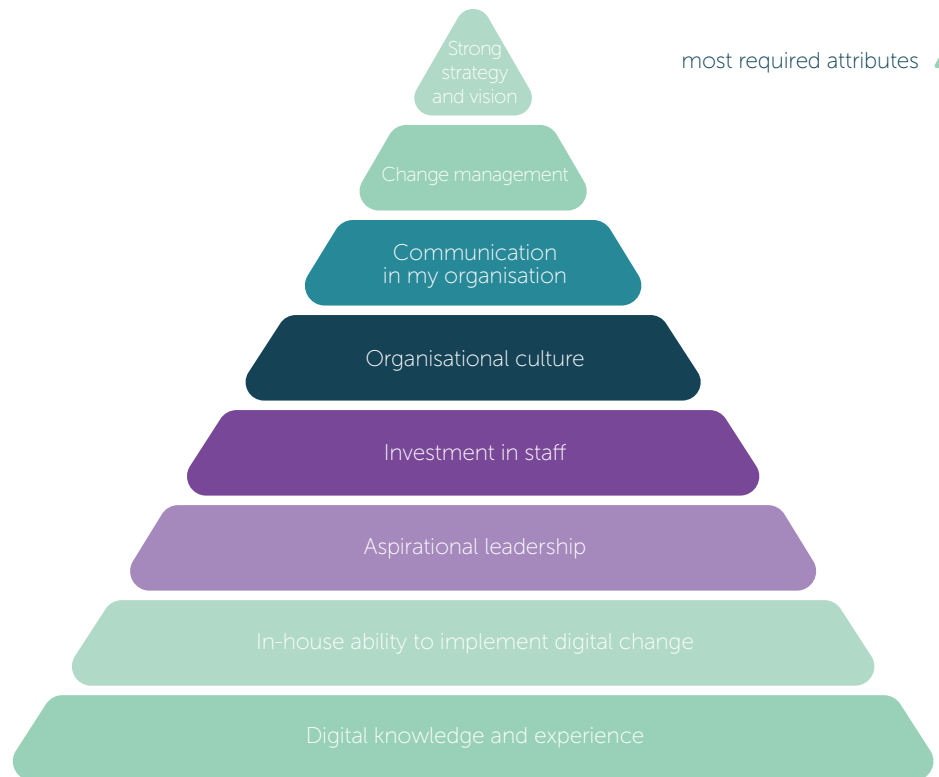 Strong
strategy
and vision
most required attributes
Change management
Communication
in my organisation
Organisational culture
Investment in staff
Aspirational leadership
In-house ability to implement digital change
Digital knowledge and experience